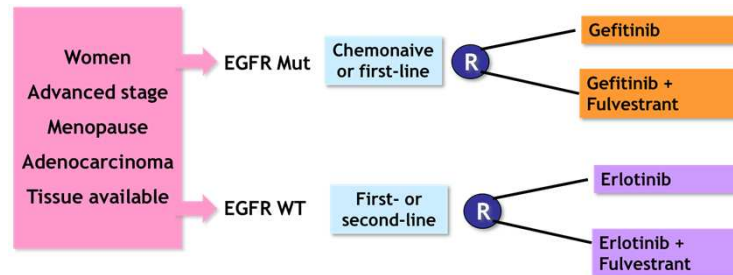 Women
Advanced stage
Menopause
Adenocarcinoma
Tissue available
EGFR Mut
Chemonaive
or first-line
R
Gefitinib
Gefitinib +
Fulvestrant
EGFR WT
First- or
second-line
R
Erlotinib
Erlotinib +
Fulvestrant